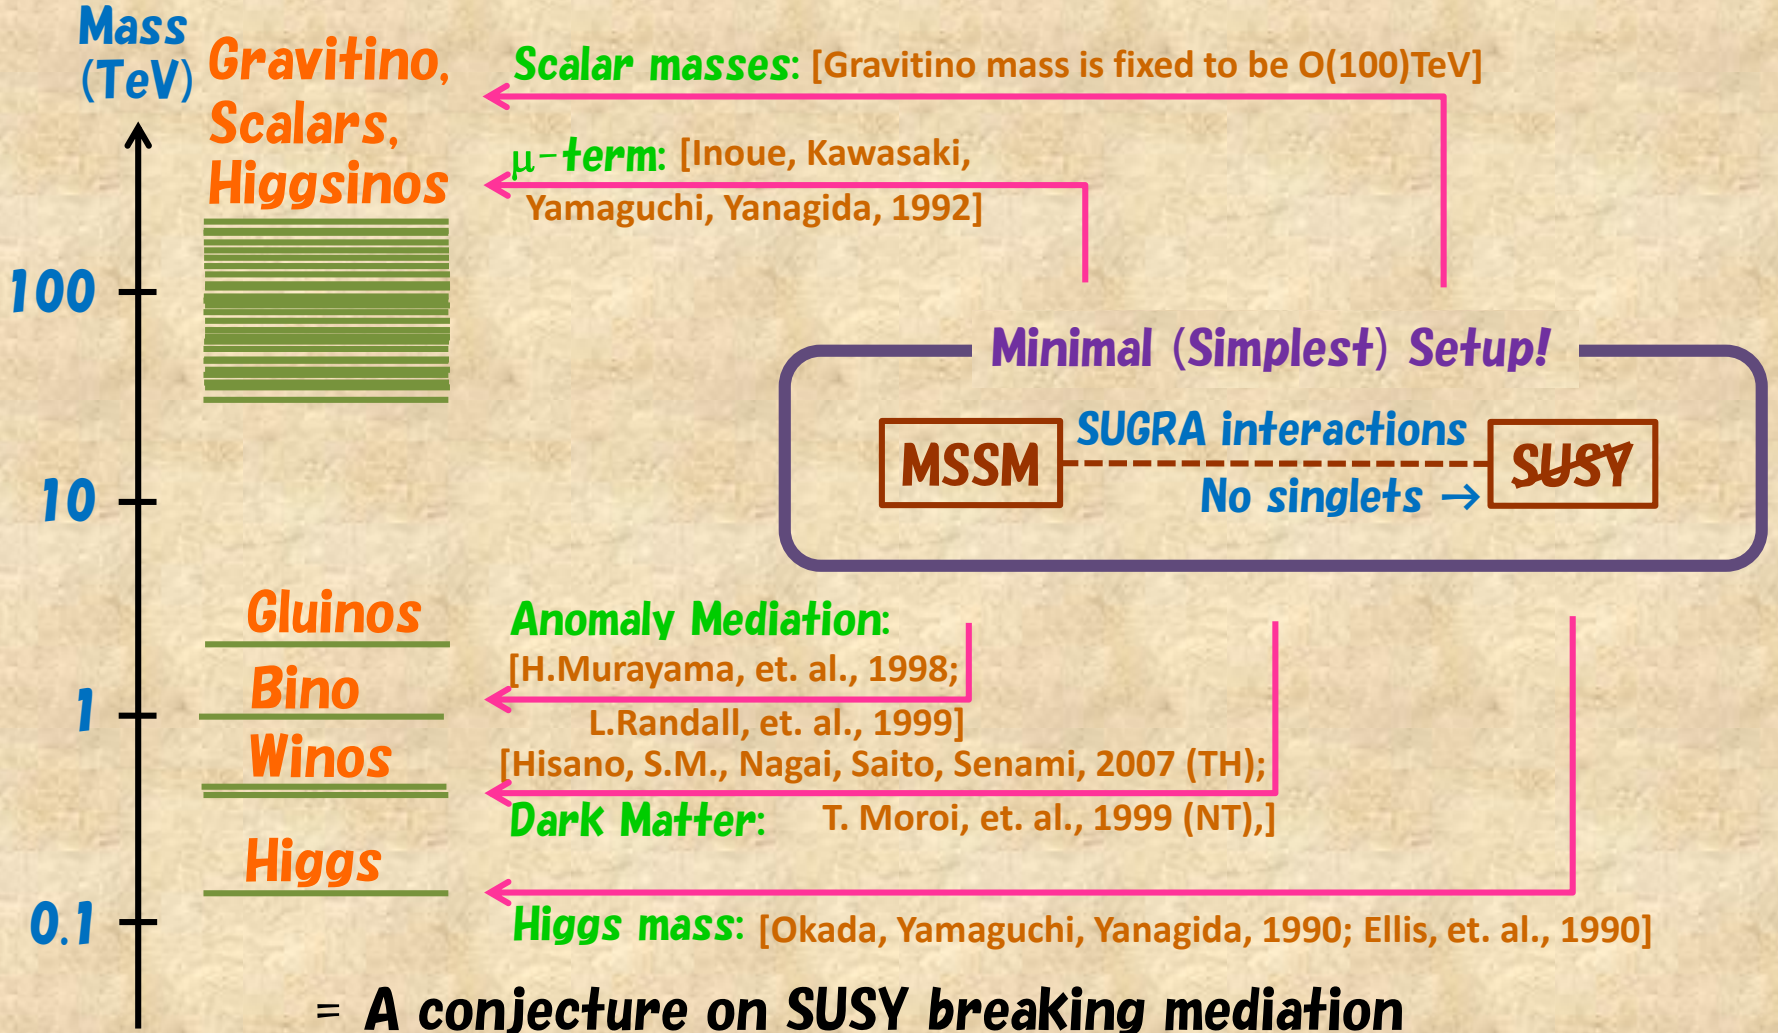 Mass
(TeV)
Gravitino,
Scalars,
Higgsinos
Scalar masses: [Gravitino mass is fixed to be O(100)TeV]
μ-term: [Inoue, Kawasaki,
Yamaguchi, Yanagida, 1992]
100
Minimal (Simplest) Setup!
MSSM
SUGRA interactions
No singlets →
SUSY
10
Gluinos
Anomaly Mediation:
[H.Murayama, et. al., 1998;
L.Randall, et. al., 1999]
Bino
1
Winos
[Hisano, S.M., Nagai, Saito, Senami, 2007 (TH);
Dark Matter: T. Moroi, et. al., 1999 (NT),]
Higgs
0.1
Higgs mass: [Okada, Yamaguchi, Yanagida, 1990; Ellis, et. al., 1990]
= A conjecture on SUSY breaking mediation